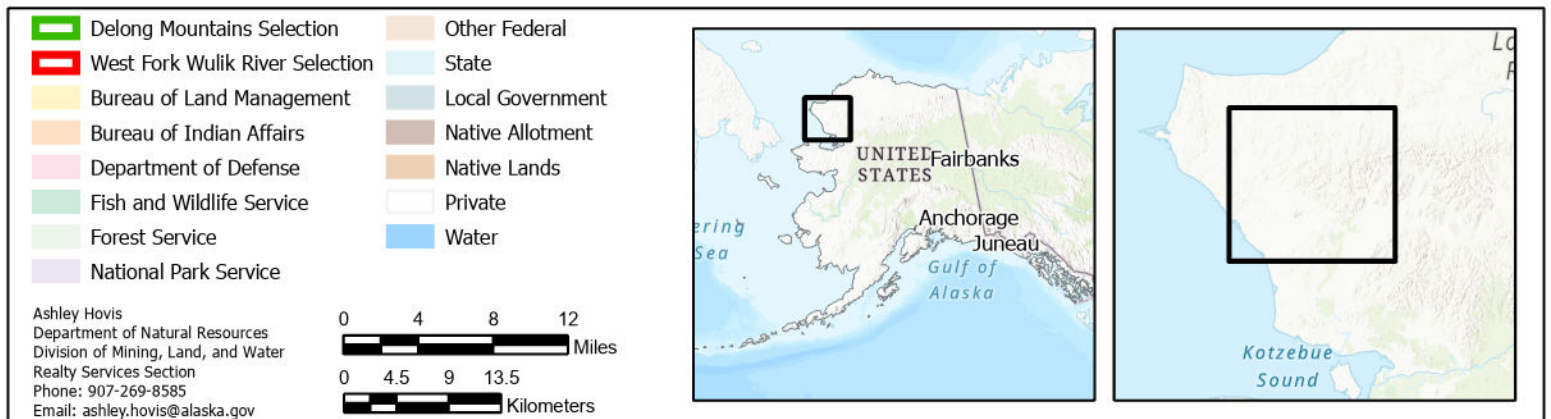 Delong Mountains Selection
West Fork Wulik River Selection
Bureau of Land Management
Bureau of Indian Affairs
Department of Defense
Fish and Wildlife Service
Forest Service
National Park Service
Other Federal
State
Local Government
Native Allotment
Native Lands
Private
Water
Ashley Hovis
Department of Natural Resources
Division of Mining, Land, and Water
Realty Services Section
Phone: 907-269-8585
Email: ashley.hovis@alaska.gov
0 4 8 12
Miles
0 4.5 9 13.5
Kilometers
UNITED
STATES
Fairbanks
Anchorage
Juneau
ering
Sea
Gulf of
Alaska
Kotzebue
Sound